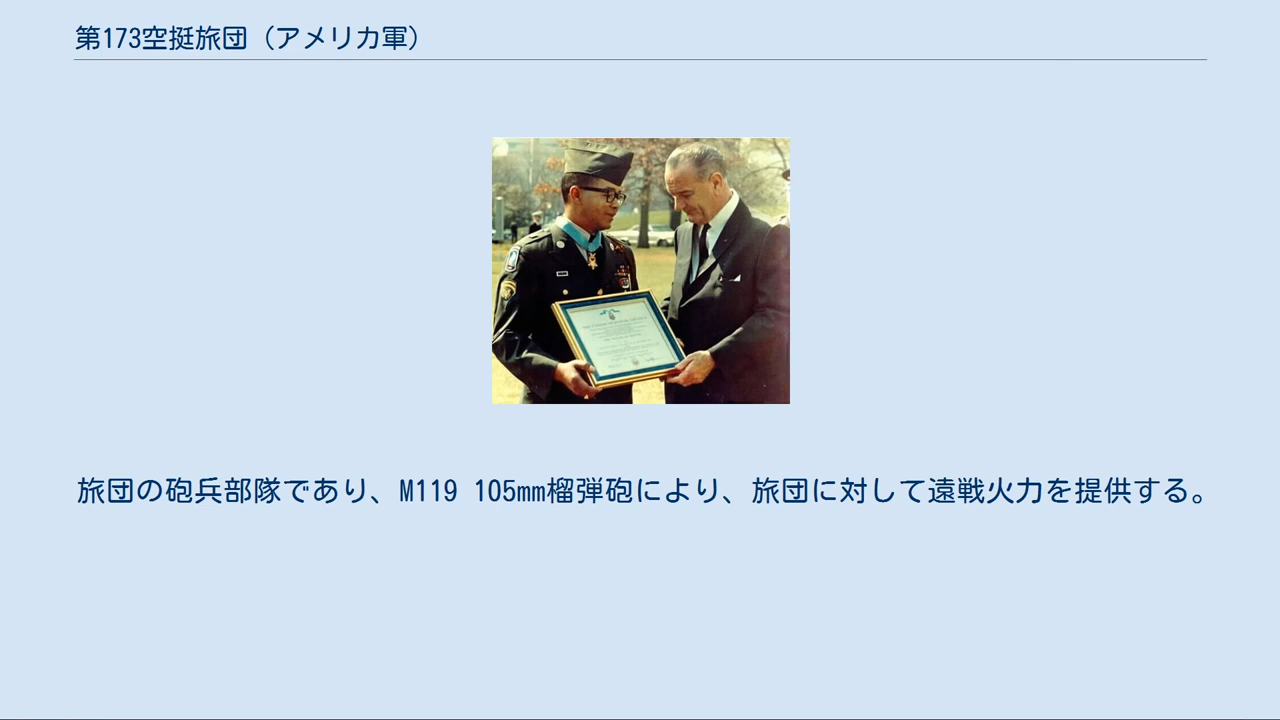 第173空挺旅団（アメリカ軍）
旅団の砲兵部隊であり、M119 105mm榴弾砲により、旅団に対して遠戦火力を提供する。